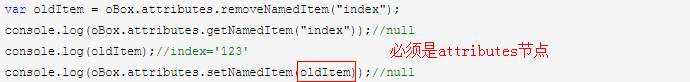 var oldItem = oBox.attributes.removeNamedItem("index");
console.log(oBox.attributes.getNamedItem("index"));//null
console.log(oldItem);//index='123' 必须是attributes节点
console.log(oBox.attributes.setNamedItem(oldItem));//null